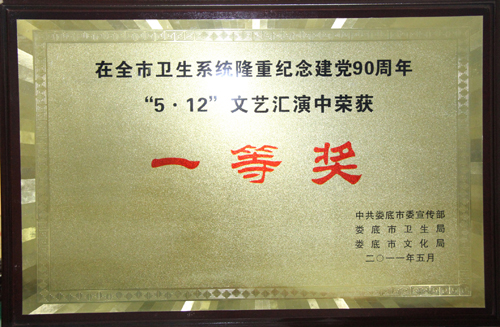 在全市卫生系统隆重纪念建党90周年
“5·12”文艺汇演中荣获
一等奖
中共娄底市委宣传部
娄底市卫生局
娄底市文化局
二〇一一年五月